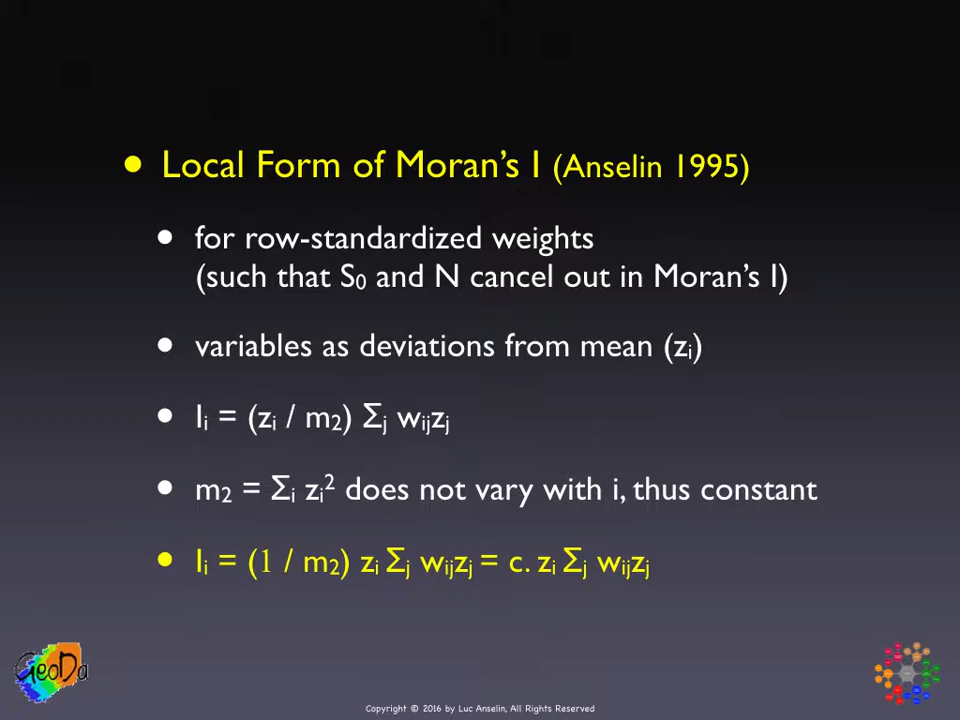 • Local Form of Moran's I (Anselin 1995)
• for row-standardized weights
(such that S₀ and N cancel out in Moran's I)
• variables as deviations from mean (zᵢ)
• Iᵢ = (zᵢ / m₂) Σⱼ wᵢⱼzⱼ
• m₂ = Σᵢ zᵢ² does not vary with i, thus constant
• Iᵢ = (1 / m₂) zᵢ Σⱼ wᵢⱼzⱼ = c. zᵢ Σⱼ wᵢⱼzⱼ
GeoDa
Copyright © 2016 by Luc Anselin, All Rights Reserved